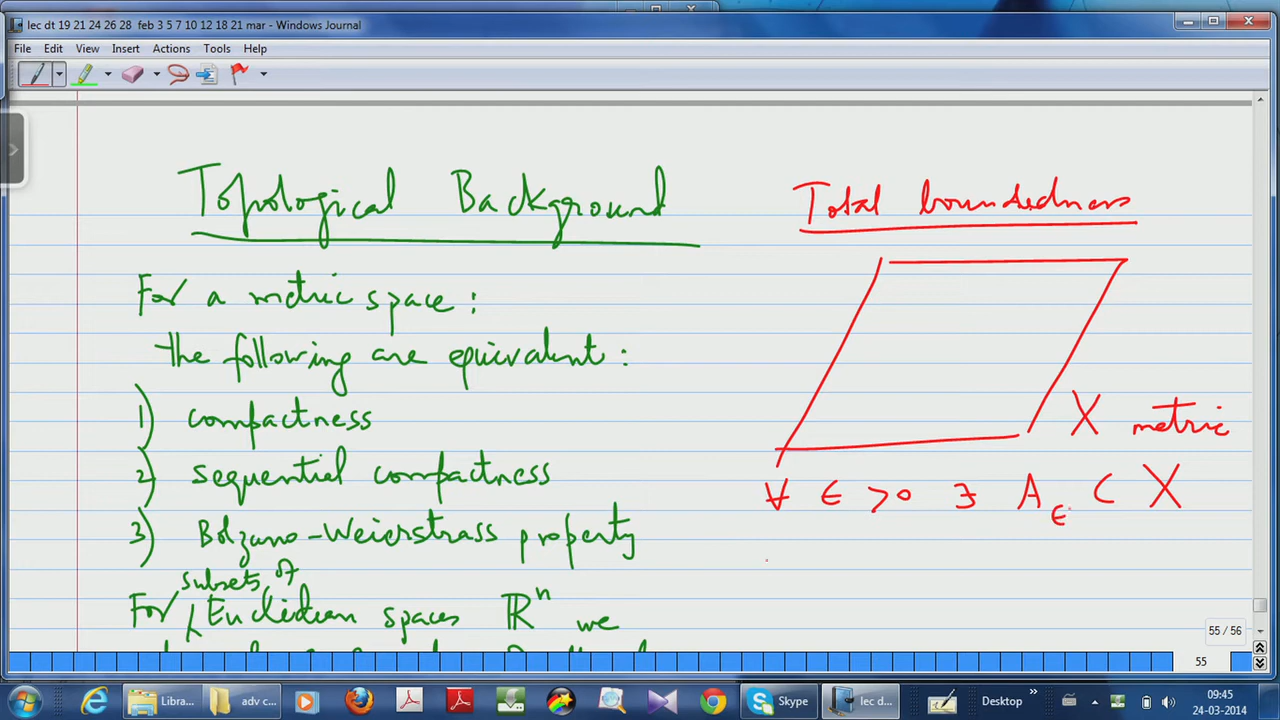 lec dt 19 21 24 26 28 feb 3 5 7 10 12 18 21 mar - Windows Journal
File Edit View Insert Actions Tools Help
Topological Background
For a metric space :
the following are equivalent :
1) compactness
2) sequential compactness
3) Bolzano-Weierstrass property
subsets of
For Euclidean spaces ℝⁿ we
Total boundedness
X metric
∀ ϵ >0 ∃ A_ϵ ⊂ X
55 / 56
55
Libra...
adv c...
Skype
lec d...
Desktop
09:45
24-03-2014